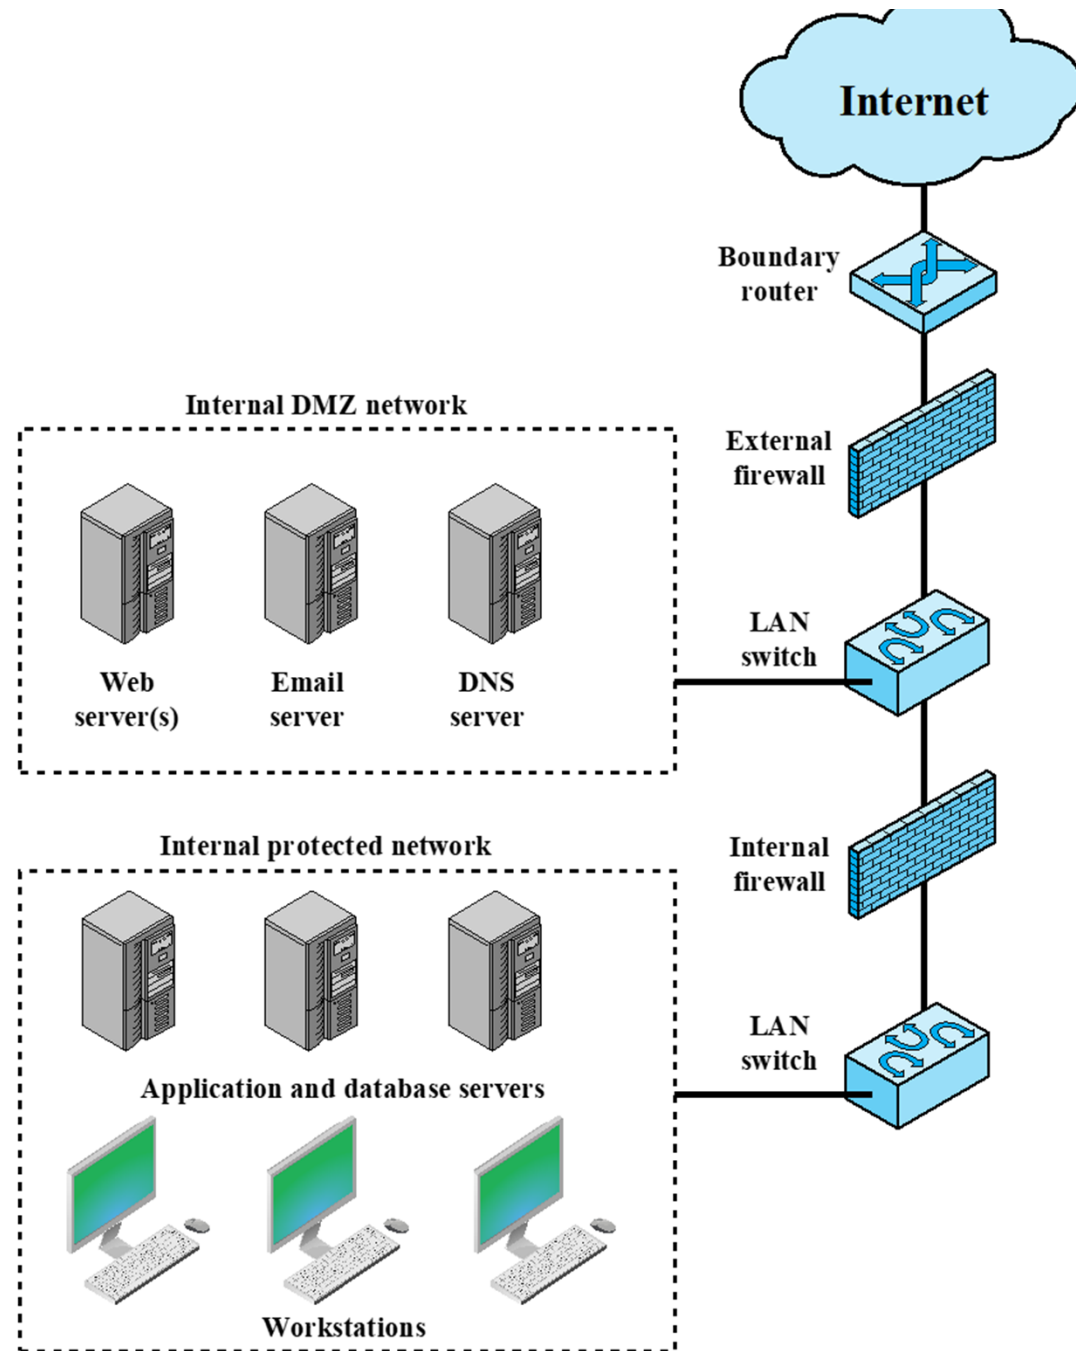 Internet
Boundary
router
Internal DMZ network
External
firewall
Web
server(s)
Email
server
DNS
server
LAN
switch
Internal protected network
Internal
firewall
Application and database servers
LAN
switch
Workstations